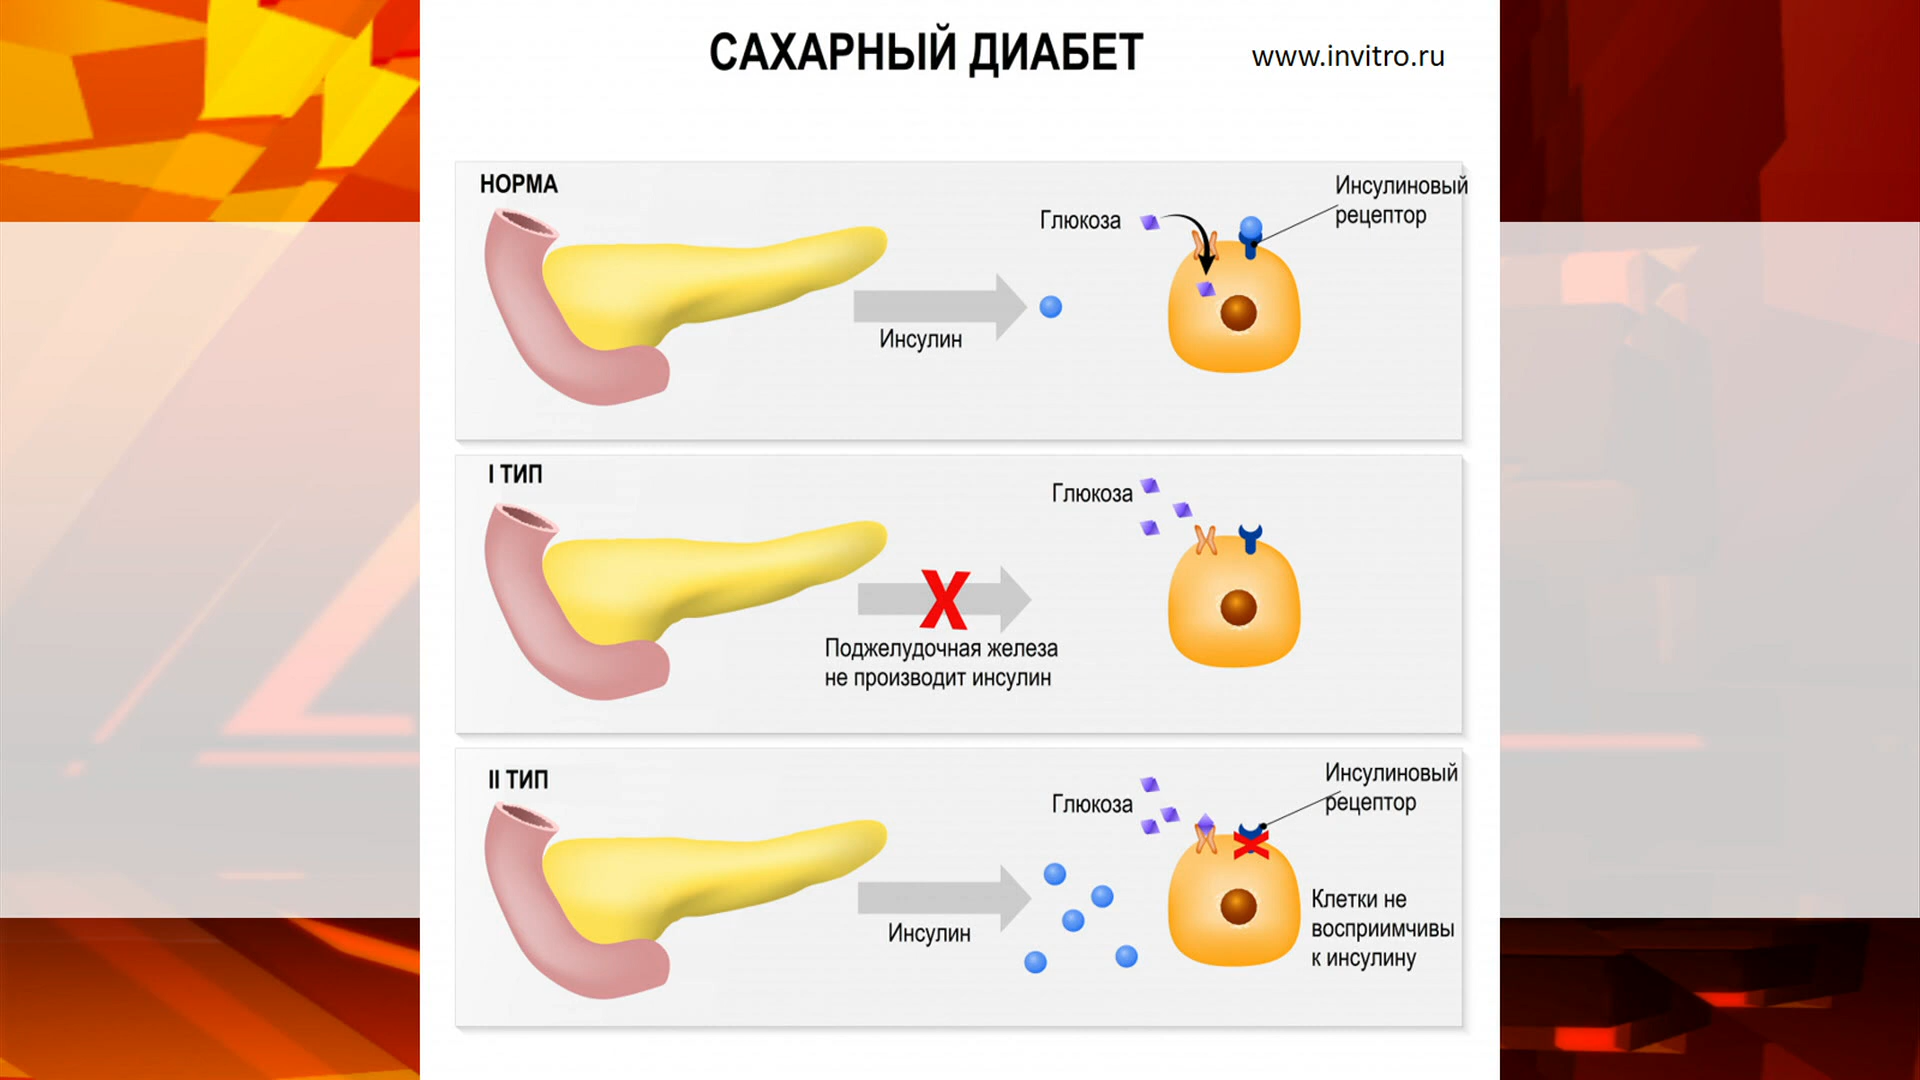 САХАРНЫЙ ДИАБЕТ
www.invitro.ru
НОРМА
Глюкоза
Инсулиновый
рецептор
Инсулин
I ТИП
Глюкоза
Поджелудочная железа
не производит инсулин
II ТИП
Глюкоза
Инсулиновый
рецептор
Инсулин
Клетки не
восприимчивы
к инсулину